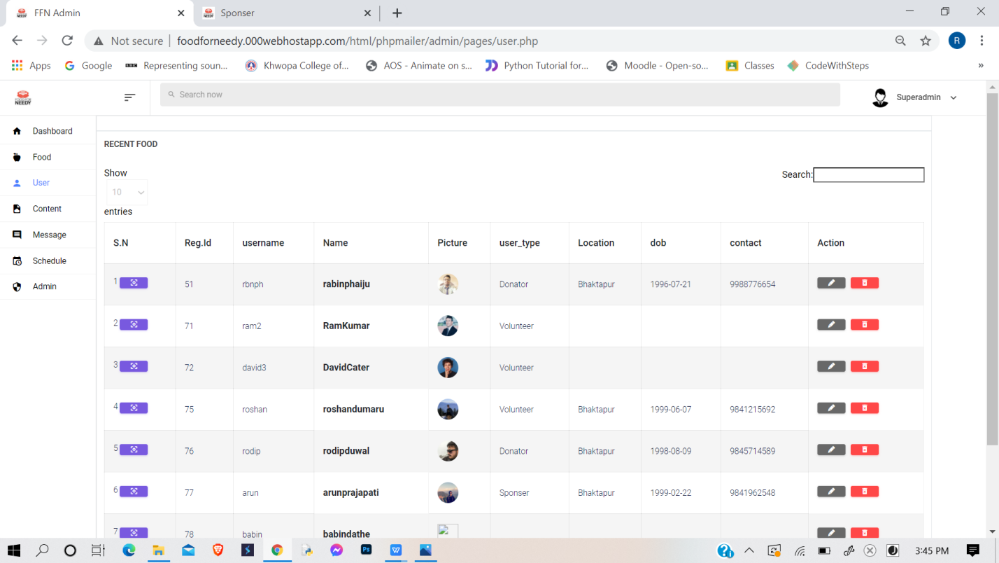 FFN Admin
Sponser
Not secure
foodforneedy.000webhostapp.com/html/phpmailer/admin/pages/user.php
R
Apps
Google
BBC
Representing soun...
Khwopa College of...
AOS - Animate on s...
Python Tutorial for...
Moodle - Open-so...
Classes
CodeWithSteps
»
NEEDY
Search now
Superadmin
Dashboard
Food
User
Content
Message
Schedule
Admin
RECENT FOOD
Show
10
entries
Search:
S.N Reg.Id username Name Picture user_type Location dob contact Action
1 51 rbnph rabinphaiju Donator Bhaktapur 1996-07-21 9988776654
2 71 ram2 RamKumar Volunteer
3 72 david3 DavidCater Volunteer
4 75 roshan roshandumaru Volunteer Bhaktapur 1999-06-07 9841215692
5 76 rodip rodipduwal Donator Bhaktapur 1998-08-09 9845714589
6 77 arun arunprajapati Sponser Bhaktapur 1999-02-22 9841962548
7 78 babin babindathe
Ps
W
3:45 PM